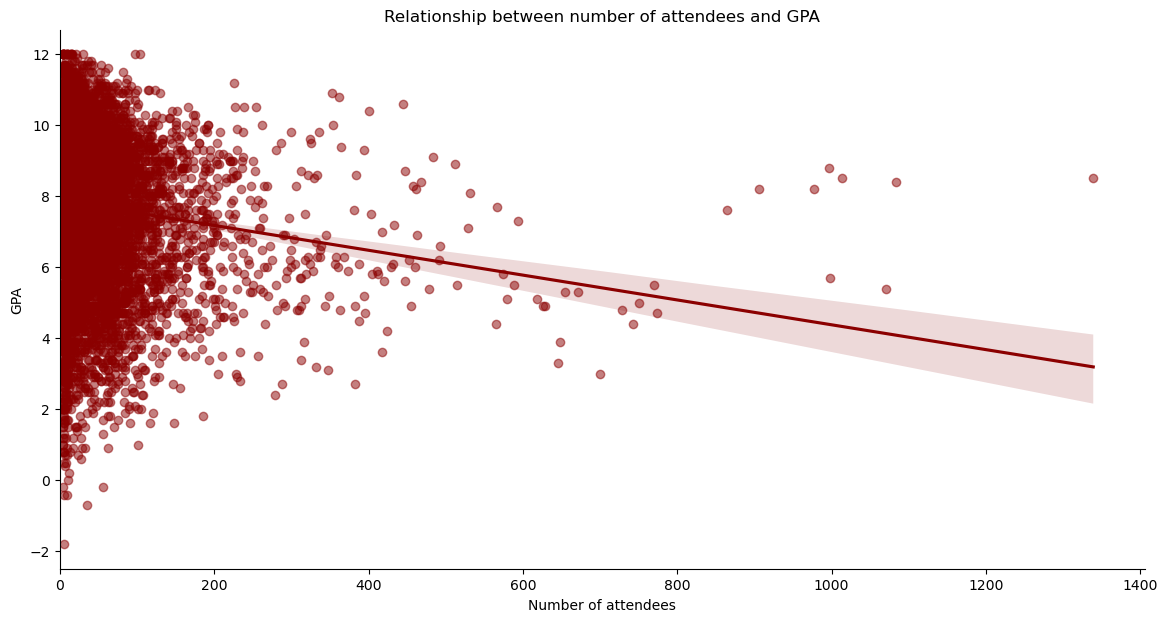 Relationship between number of attendees and GPA
12
10
8
6
4
2
0
−2
GPA
0 200 400 600 800 1000 1200 1400
Number of attendees